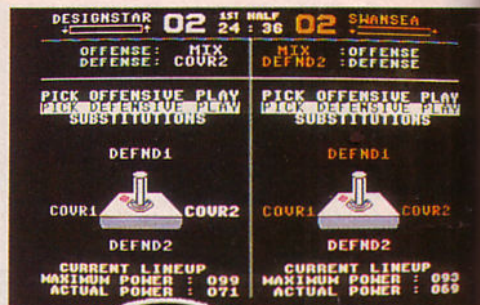 DESIGNSTAR 02 1ST HALF 24 : 36 02 SWANSEA
OFFENSE: MIX
DEFENSE: COVR2
MIX :OFFENSE
DEFND2 :DEFENSE
PICK OFFENSIVE PLAY
PICK DEFENSIVE PLAY
SUBSTITUTIONS
DEFND1
COVR1 COVR2
DEFND2
CURRENT LINEUP
MAXIMUM POWER : 099
ACTUAL POWER : 071
PICK OFFENSIVE PLAY
PICK DEFENSIVE PLAY
SUBSTITUTIONS
DEFND1
COVR1 COVR2
DEFND2
CURRENT LINEUP
MAXIMUM POWER : 093
ACTUAL POWER : 069